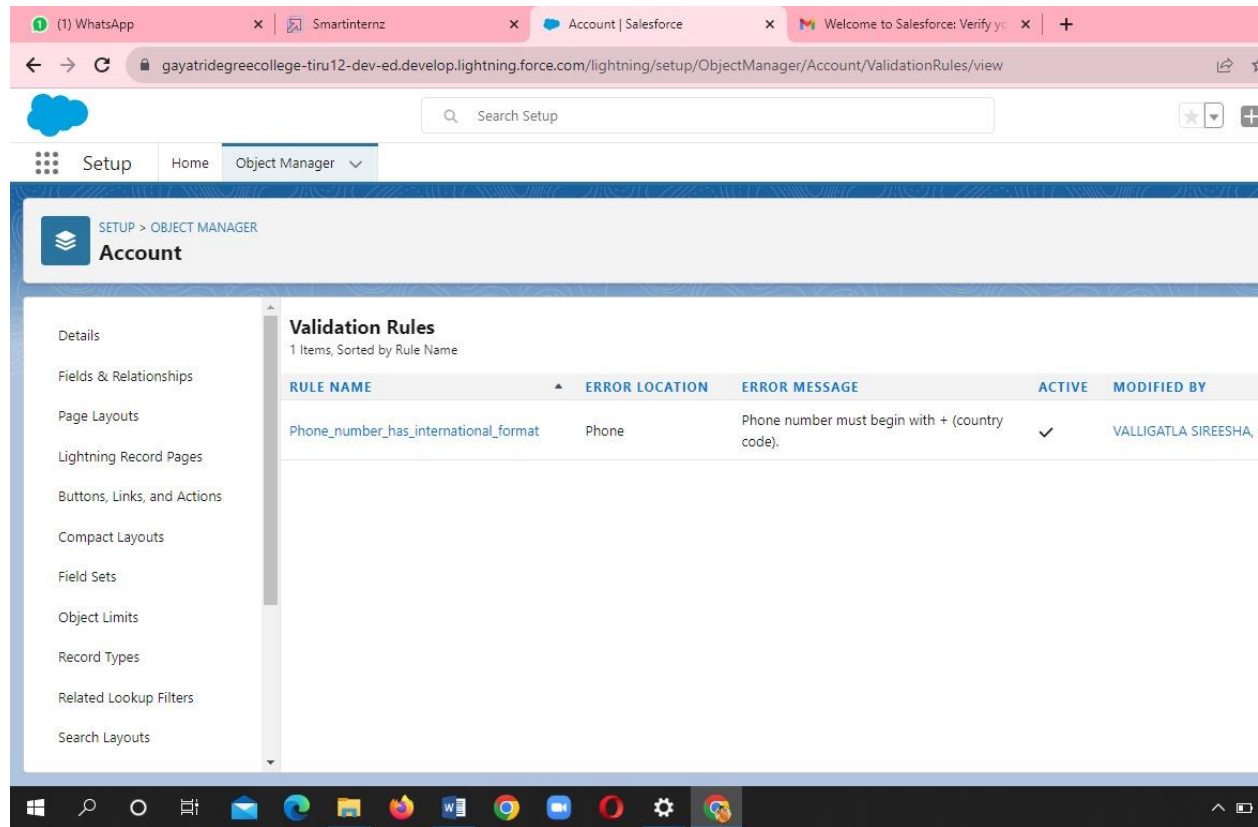 (1) WhatsApp
Smartinternz
Account | Salesforce
Welcome to Salesforce: Verify yo
gayatridegreecollege-tiru12-dev-ed.develop.lightning.force.com/lightning/setup/ObjectManager/Account/ValidationRules/view
Search Setup
Setup
Home
Object Manager
SETUP > OBJECT MANAGER
Account
Details
Fields & Relationships
Page Layouts
Lightning Record Pages
Buttons, Links, and Actions
Compact Layouts
Field Sets
Object Limits
Record Types
Related Lookup Filters
Search Layouts
Validation Rules
1 Items, Sorted by Rule Name
RULE NAME ERROR LOCATION ERROR MESSAGE ACTIVE MODIFIED BY
Phone_number_has_international_format Phone Phone number must begin with + (country
code). VALLIGATLA SIREESHA,